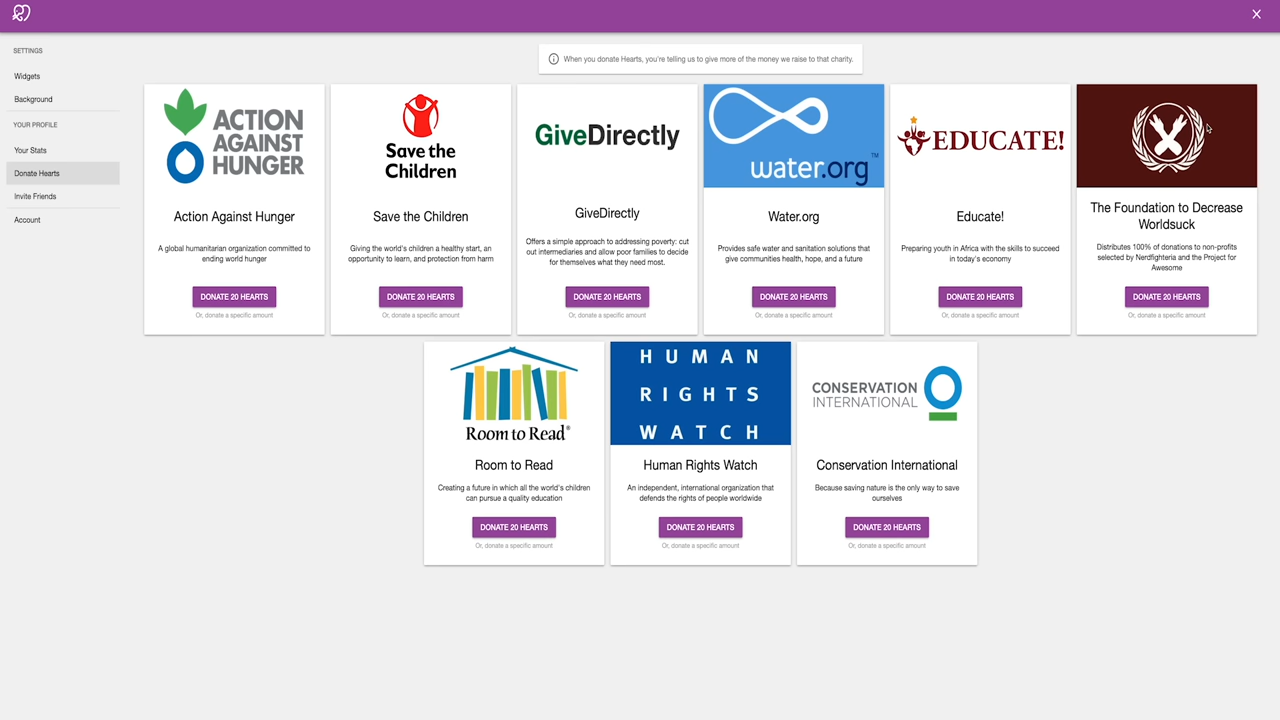 SETTINGS
Widgets
Background
YOUR PROFILE
Your Stats
Donate Hearts
Invite Friends
Account
When you donate Hearts, you're telling us to give more of the money we raise to that charity.
ACTION
AGAINST
HUNGER
Action Against Hunger
A global humanitarian organization committed to
ending world hunger
DONATE 20 HEARTS
Or, donate a specific amount
Save the
Children
Save the Children
Giving the world's children a healthy start, an
opportunity to learn, and protection from harm
DONATE 20 HEARTS
Or, donate a specific amount
GiveDirectly
GiveDirectly
Offers a simple approach to addressing poverty: cut
out intermediaries and allow poor families to decide
for themselves what they need most.
DONATE 20 HEARTS
Or, donate a specific amount
water.org™
Water.org
Provides safe water and sanitation solutions that
give communities health, hope, and a future
DONATE 20 HEARTS
Or, donate a specific amount
EDUCATE!
Educate!
Preparing youth in Africa with the skills to succeed
in today's economy
DONATE 20 HEARTS
Or, donate a specific amount
The Foundation to Decrease
Worldsuck
Distributes 100% of donations to non-profits
selected by Nerdfighteria and the Project for
Awesome
DONATE 20 HEARTS
Or, donate a specific amount
Room to Read®
Room to Read
Creating a future in which all the world's children
can pursue a quality education
DONATE 20 HEARTS
Or, donate a specific amount
HUMAN
RIGHTS
WATCH
Human Rights Watch
An independent, international organization that
defends the rights of people worldwide
DONATE 20 HEARTS
Or, donate a specific amount
CONSERVATION
INTERNATIONAL
Conservation International
Because saving nature is the only way to save
ourselves
DONATE 20 HEARTS
Or, donate a specific amount